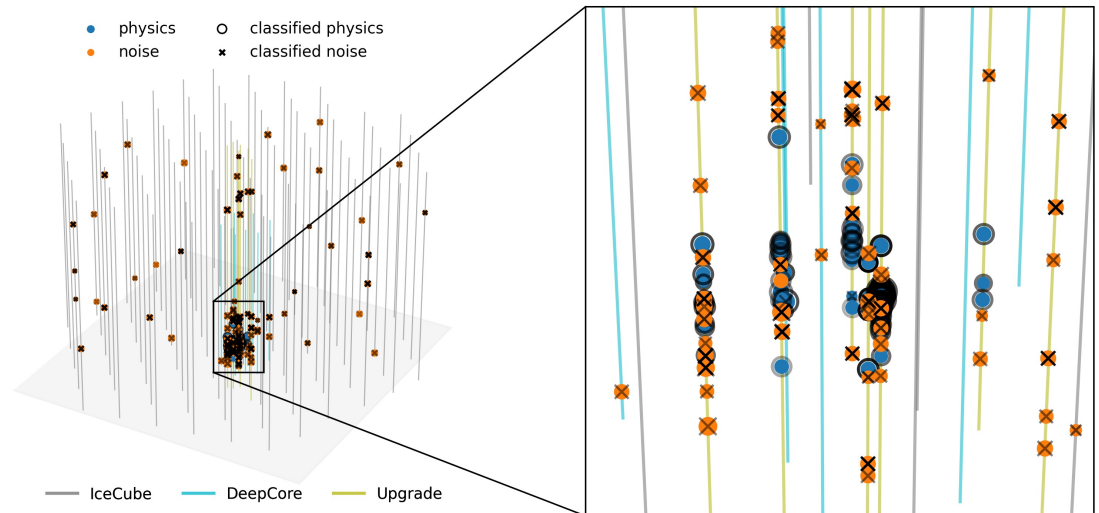 physics classified physics
noise classified noise
IceCube DeepCore Upgrade